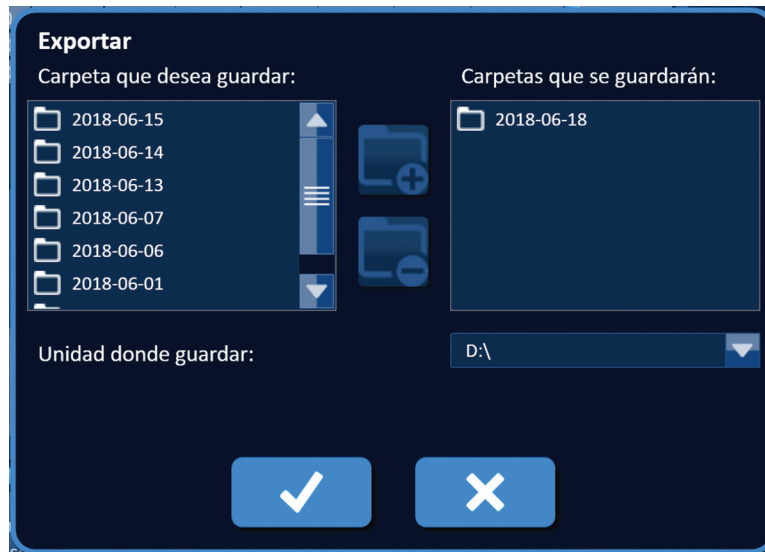 Exportar
Carpeta que desea guardar:
Carpetas que se guardarán:
2018-06-15
2018-06-14
2018-06-13
2018-06-07
2018-06-06
2018-06-01
2018-06-18
Unidad donde guardar:
D:\